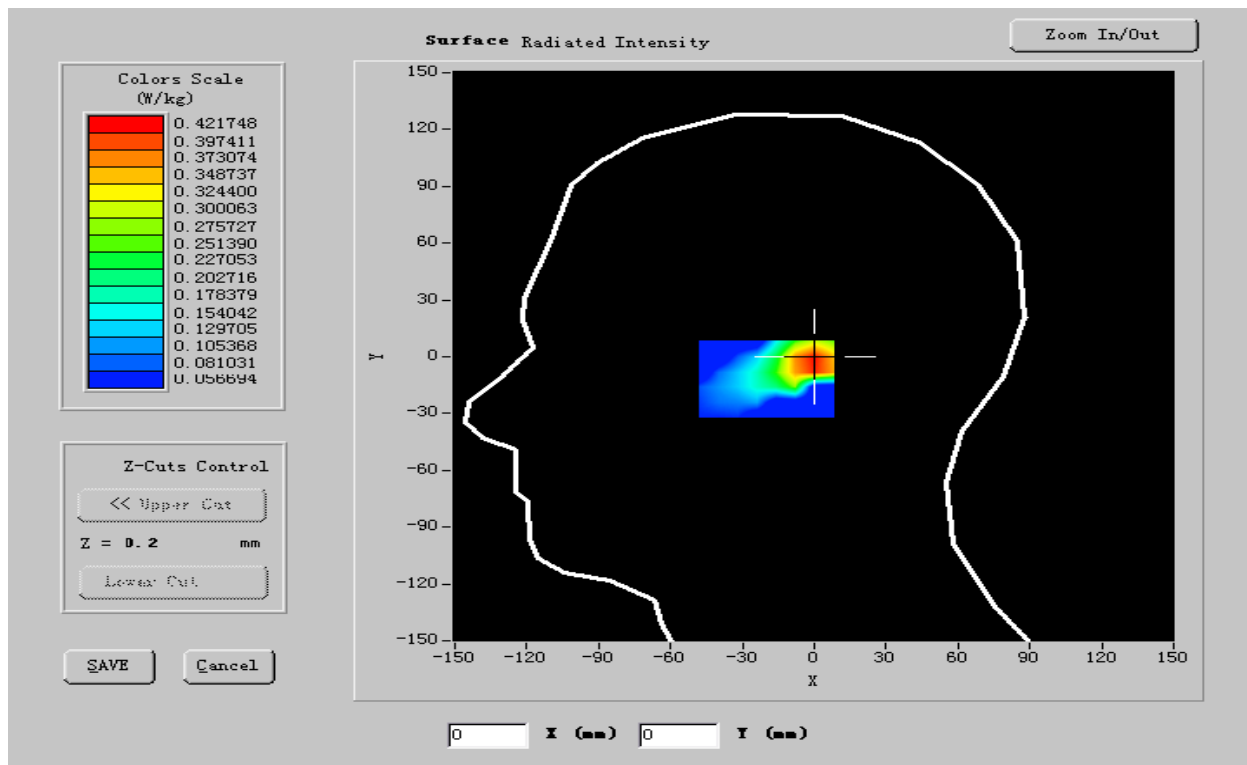 Surface Radiated Intensity
Zoom In/Out
Colors Scale
(W/kg)
0.421748
0.397411
0.373074
0.348737
0.324400
0.300063
0.275727
0.251390
0.227053
0.202716
0.178379
0.154042
0.129705
0.105368
0.081031
0.056694
Z-Cuts Control
<< Upper Cut
Z = 0.2 mm
Lower Cut
SAVE
Cancel
150
120
90
60
30
0
-30
-60
-90
-120
-150
Y
-150 -120 -90 -60 -30 0 30 60 90 120 150
X
0 X (mm) 0 Y (mm)